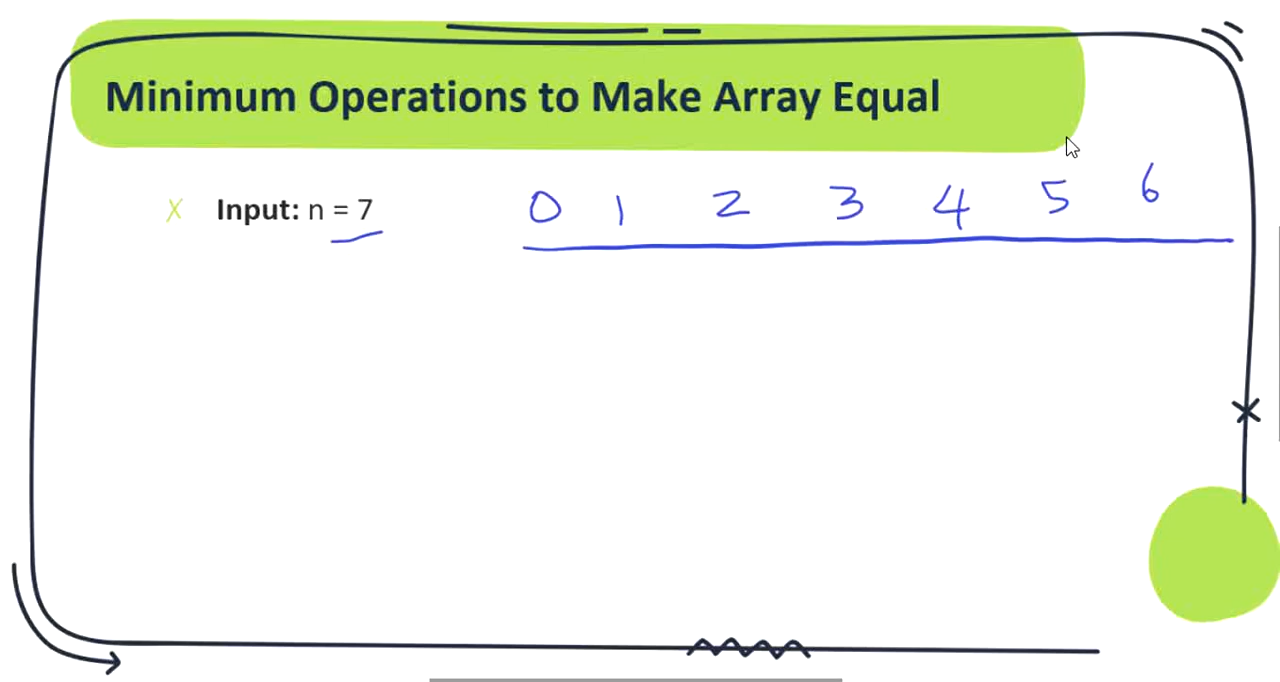 Minimum Operations to Make Array Equal
X Input: n = 7 0 1 2 3 4 5 6